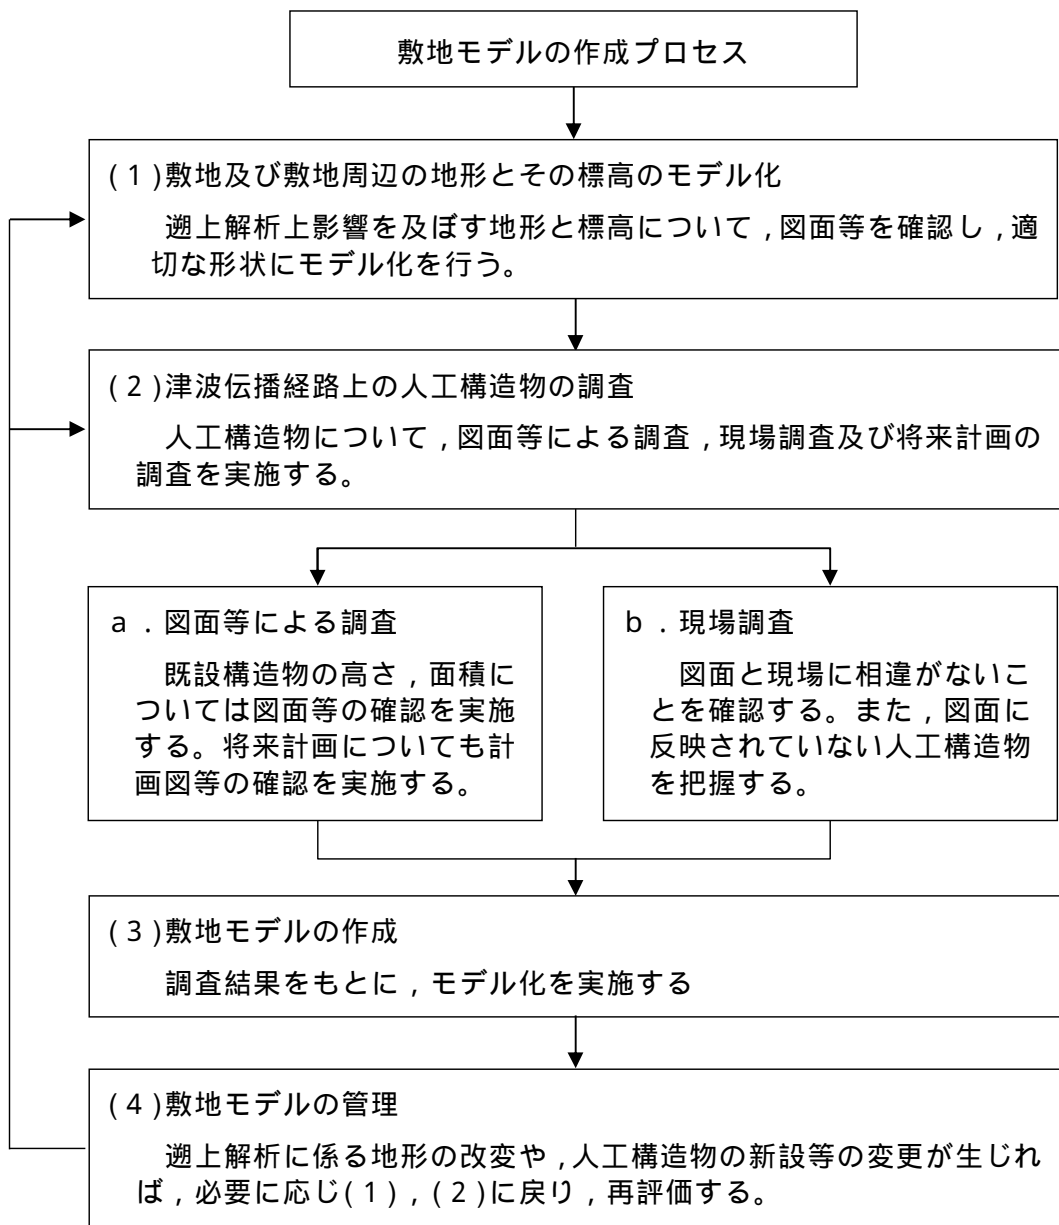 敷地モデルの作成プロセス
(1)敷地及び敷地周辺の地形とその標高のモデル化
遡上解析上影響を及ぼす地形と標高について,図面等を確認し,適
切な形状にモデル化を行う。
(2)津波伝播経路上の人工構造物の調査
人工構造物について,図面等による調査,現場調査及び将来計画の
調査を実施する。
a.図面等による調査
既設構造物の高さ,面積に
ついては図面等の確認を実施
する。将来計画についても計
画図等の確認を実施する。
b.現場調査
図面と現場に相違がないこ
とを確認する。また,図面に
反映されていない人工構造物
を把握する。
(3)敷地モデルの作成
調査結果をもとに,モデル化を実施する
(4)敷地モデルの管理
遡上解析に係る地形の改変や,人工構造物の新設等の変更が生じれ
ば,必要に応じ(1),(2)に戻り,再評価する。